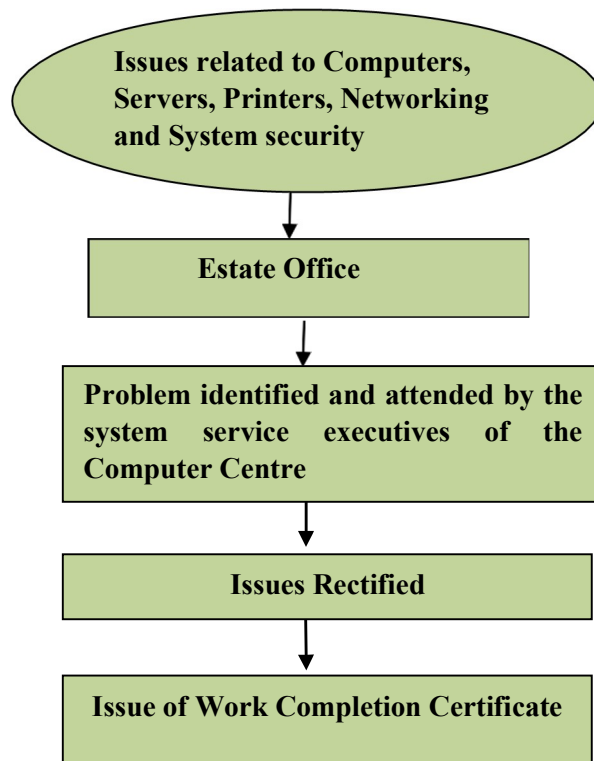 Issues related to Computers,
Servers, Printers, Networking
and System security
Estate Office
Problem identified and attended by the
system service executives of the
Computer Centre
Issues Rectified
Issue of Work Completion Certificate